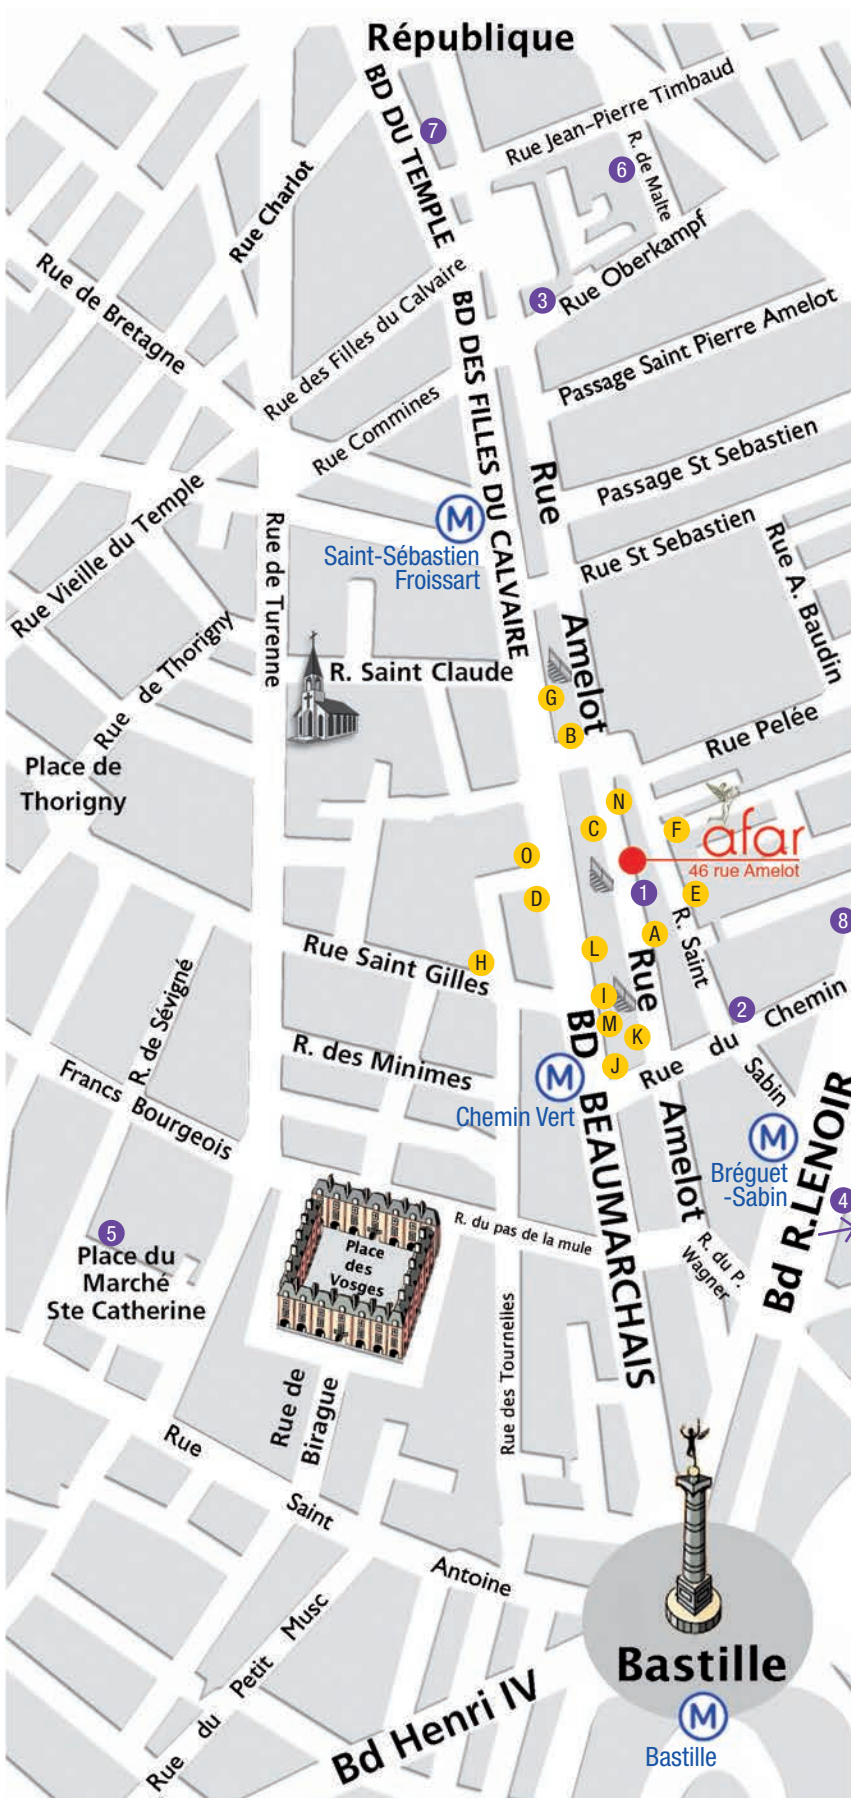 République
BD DU TEMPLE
7
Rue Jean-Pierre Timbaud
6
R. de Malte
Rue Charlot
Rue Oberkampf
3
Rue de Bretagne
Rue des Filles du Calvaire
BD DES FILLES DU CALVAIRE
Passage Saint Pierre Amelot
Rue Commines
Passage St Sebastien
Rue
M
Saint-Sébastien
Froissart
Rue Vieille du Temple
Rue de Turenne
Rue St Sebastien
Rue A. Baudin
Amelot
Rue de Thorigny
R. Saint Claude
G
B
Rue Pelée
Place de
Thorigny
N
C
F
afar
46 rue Amelot
O
D
1
E
8
A
R. Saint
L
Rue
H
Rue Saint Gilles
R. de Sévigné
I
M
K
J
2
Rue du Chemin
Sabin
R. des Minimes
BD BEAUMARCHAIS
M
Chemin Vert
Francs Bourgeois
Amelot
M
Bréguet
-Sabin
Bd R.LENOIR
4
5
Place du
Marché
Ste Catherine
Place
des
Vosges
R. du pas de la mule
R. du P.
Wagner
Rue des Tournelles
Rue de
Birague
Rue Saint Antoine
Rue du Petit Musc
Bd Henri IV
Bastille
M
Bastille